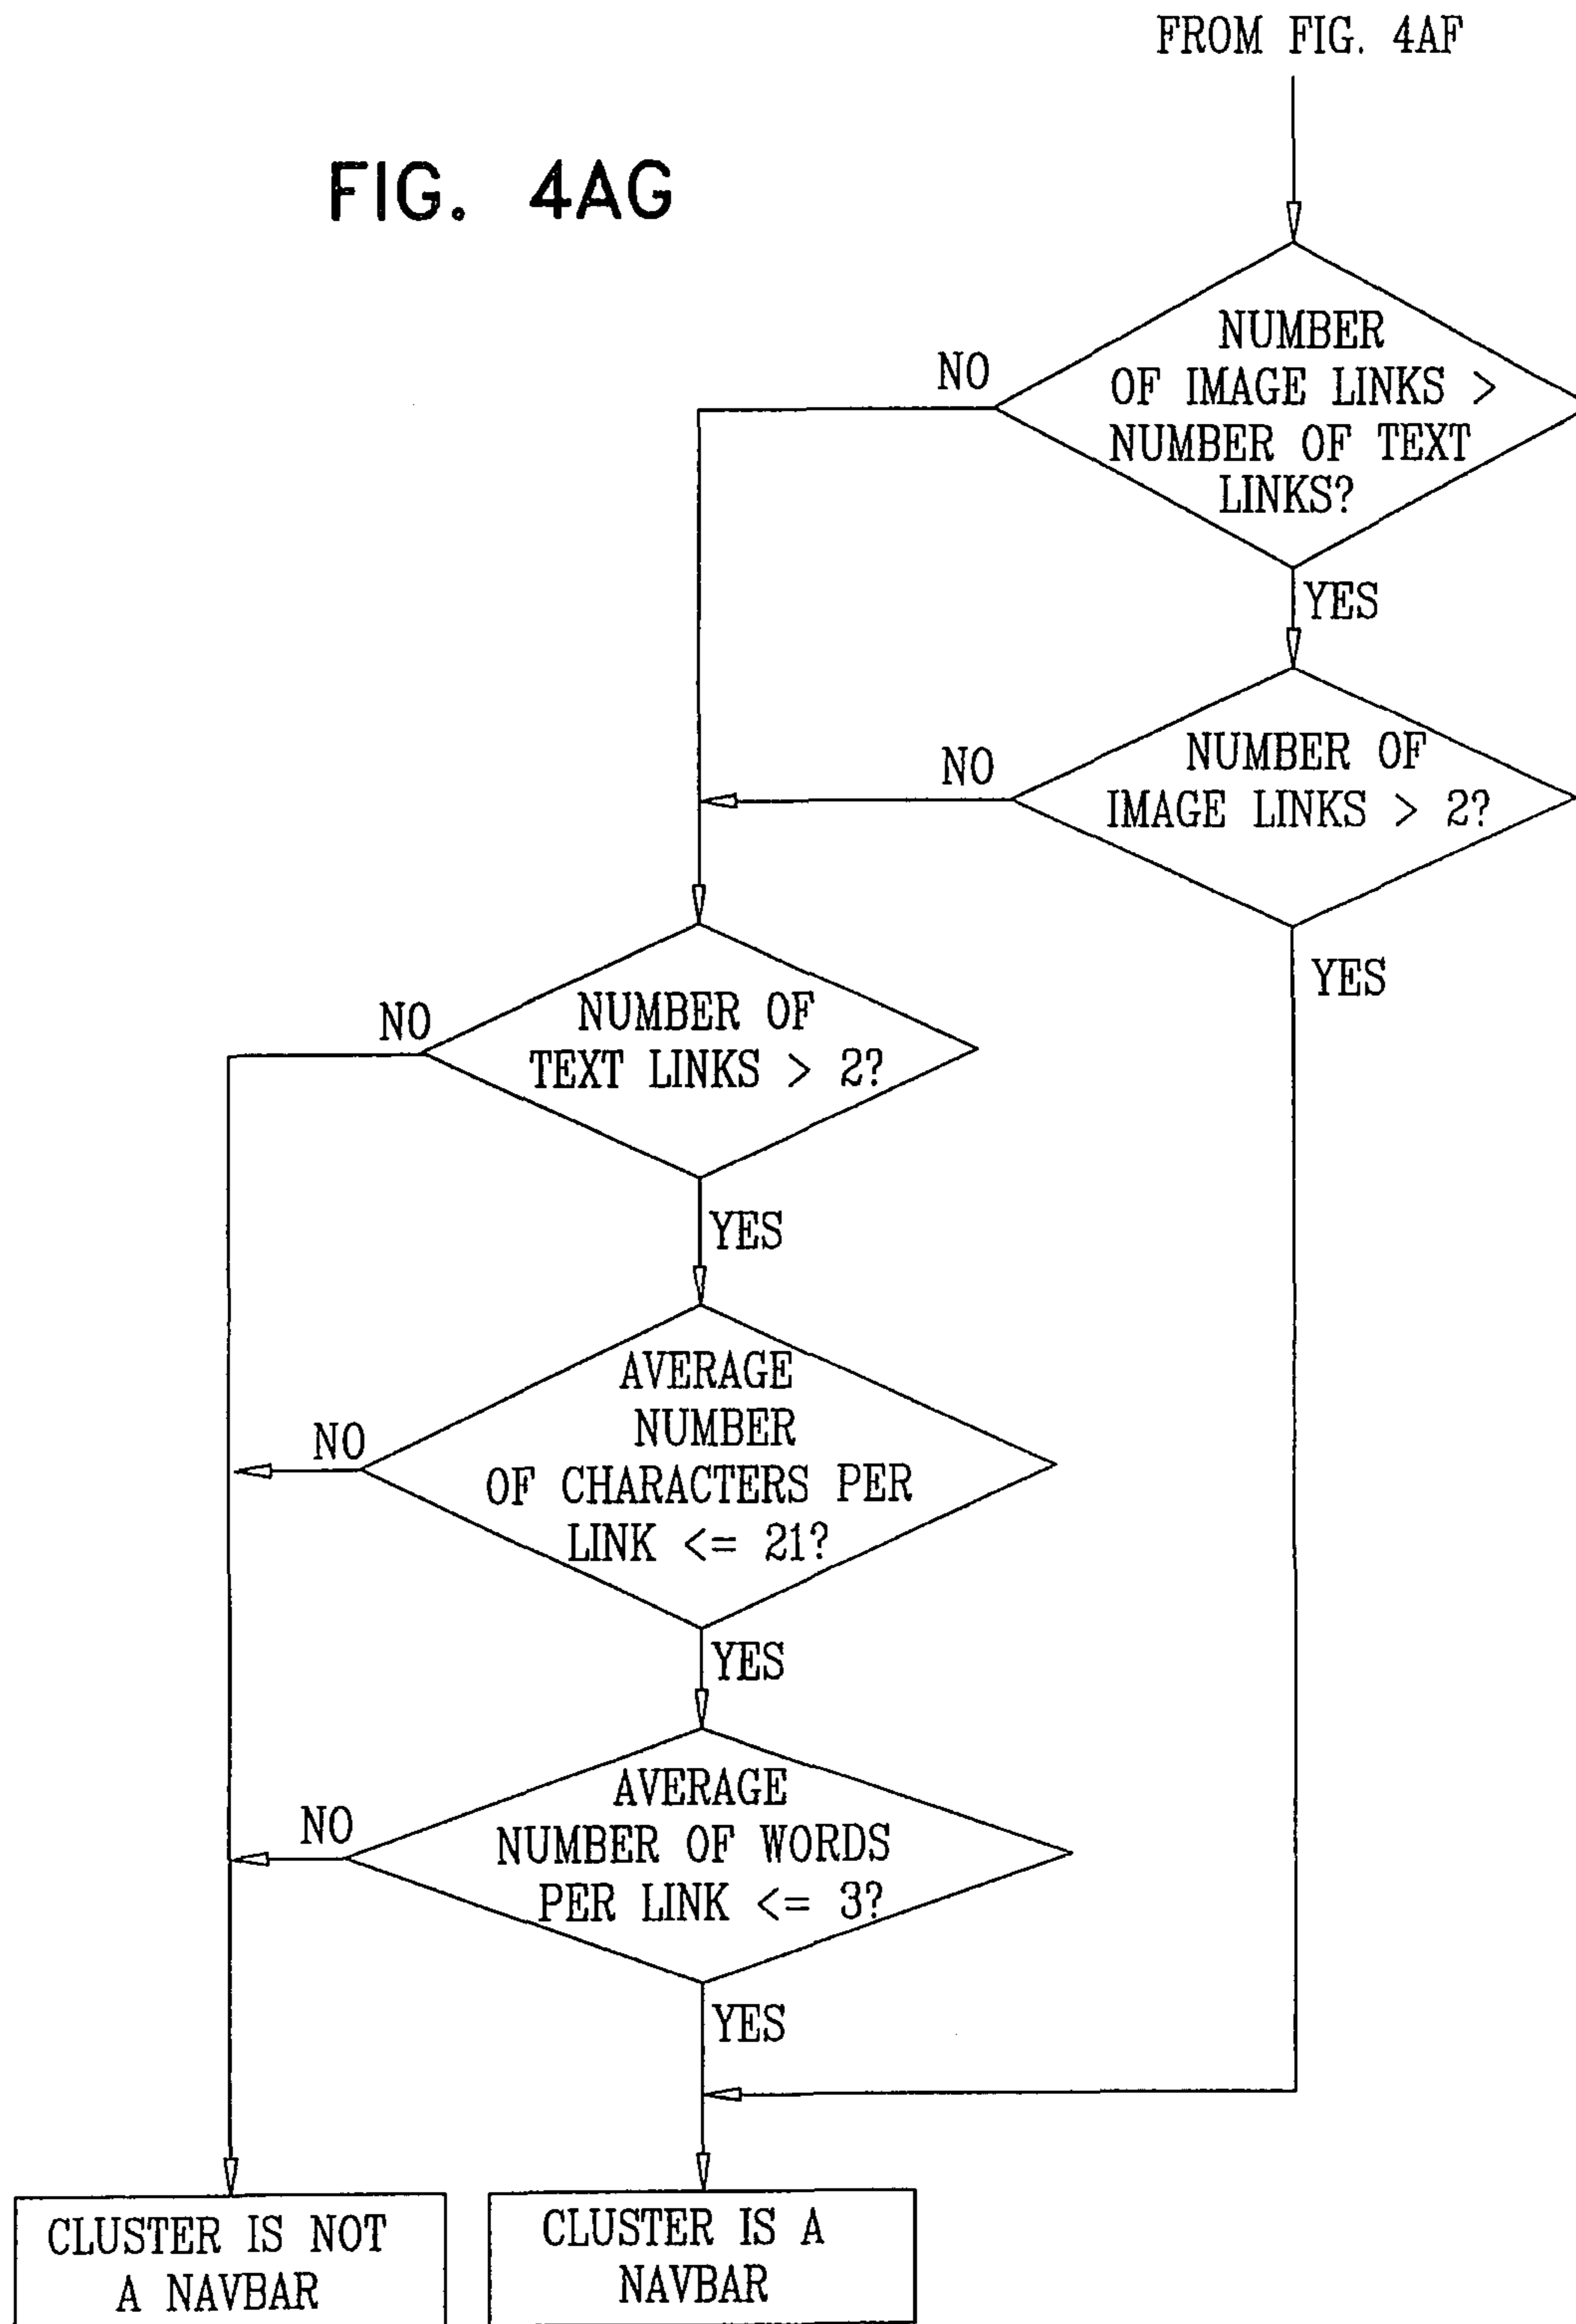 FROM FIG. 4AF
FIG. 4AG
NUMBER
OF IMAGE LINKS >
NUMBER OF TEXT
LINKS?
NO
YES
NUMBER OF
IMAGE LINKS > 2?
NO
YES
NUMBER OF
TEXT LINKS > 2?
NO
YES
AVERAGE
NUMBER
OF CHARACTERS PER
LINK <= 21?
NO
YES
AVERAGE
NUMBER OF WORDS
PER LINK <= 3?
NO
YES
CLUSTER IS NOT
A NAVBAR
CLUSTER IS A
NAVBAR